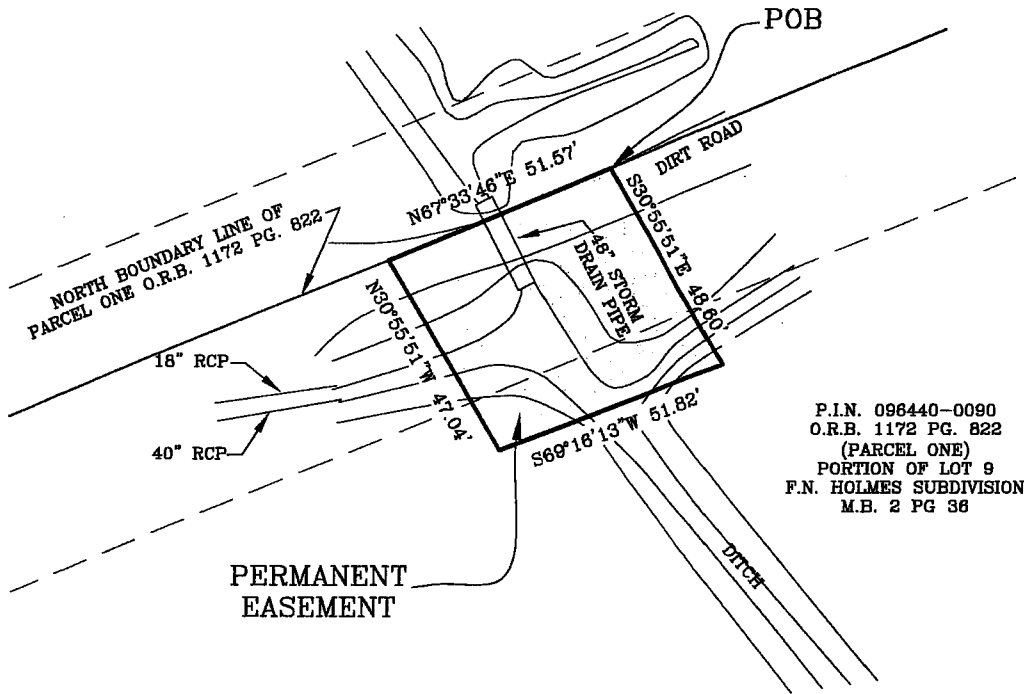 POB
DIRT ROAD
N67°33'46"E 51.57'
S30°55'51"E 48.60'
NORTH BOUNDARY LINE OF
PARCEL ONE O.R.B. 1172 PG. 822
48" STORM
DRAIN PIPE
N30°55'51"W 47.04'
18" RCP
40" RCP
S69°16'13"W 51.82'
P.I.N. 096440-0090
O.R.B. 1172 PG. 822
(PARCEL ONE)
PORTION OF LOT 9
F.N. HOLMES SUBDIVISION
M.B. 2 PG 36
DITCH
PERMANENT
EASEMENT